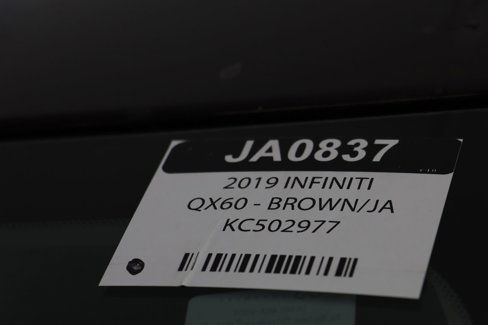 JA0837
2019 INFINITI
QX60 - BROWN/JA
KC502977